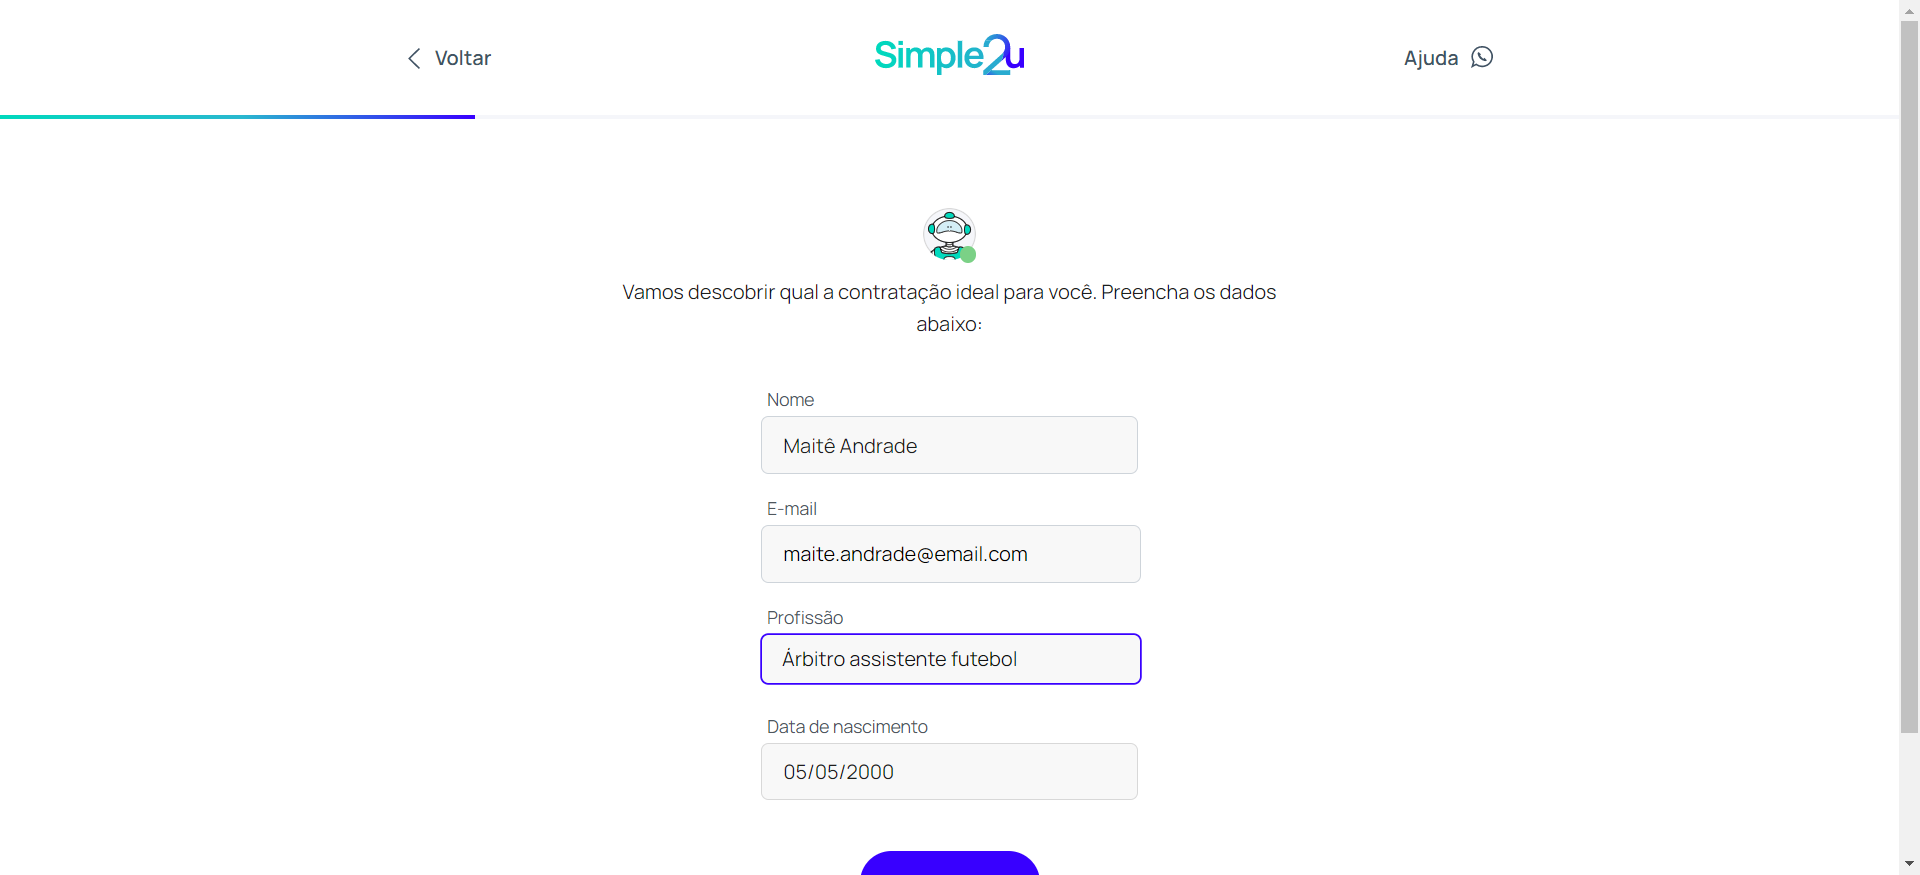 Voltar
Simple2u
Ajuda
Vamos descobrir qual a contratação ideal para você. Preencha os dados
abaixo:
Nome
Maitê Andrade
E-mail
maite.andrade@email.com
Profissão
Árbitro assistente futebol
Data de nascimento
05/05/2000